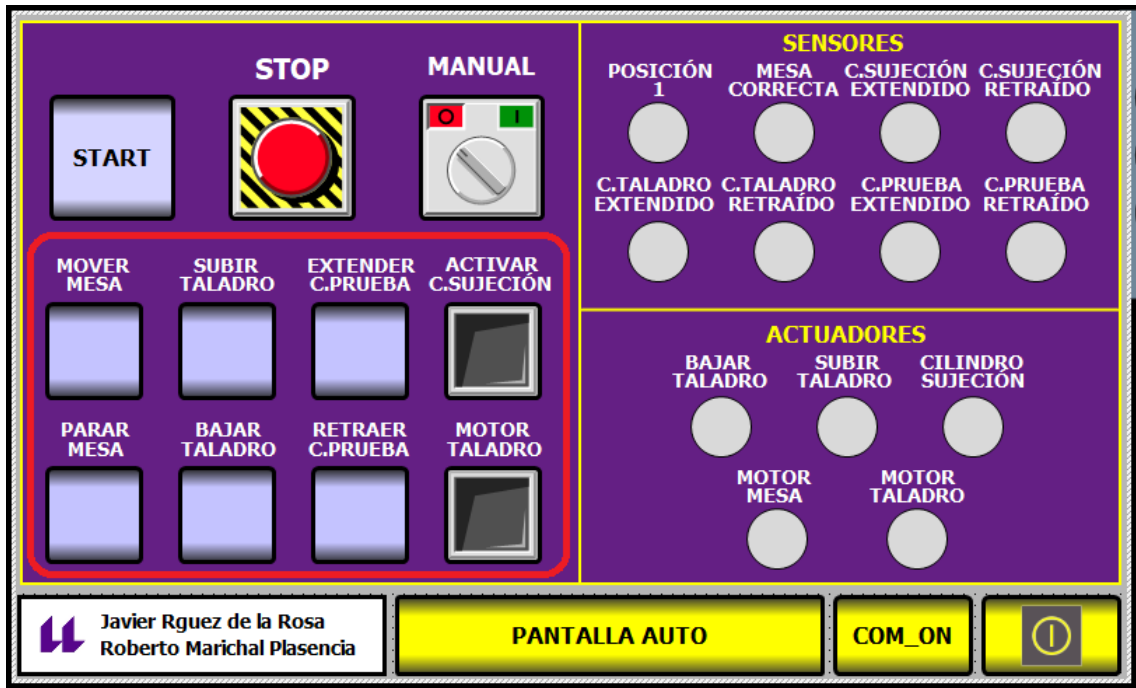 STOP
MANUAL
START
O I
MOVER
MESA
SUBIR
TALADRO
EXTENDER
C.PRUEBA
ACTIVAR
C.SUJECIÓN
PARAR
MESA
BAJAR
TALADRO
RETRAER
C.PRUEBA
MOTOR
TALADRO
SENSORES
POSICIÓN
1
MESA
CORRECTA
C.SUJECIÓN
EXTENDIDO
C.SUJECIÓN
RETRAÍDO
C.TALADRO
EXTENDIDO
C.TALADRO
RETRAÍDO
C.PRUEBA
EXTENDIDO
C.PRUEBA
RETRAÍDO
ACTUADORES
BAJAR
TALADRO
SUBIR
TALADRO
CILINDRO
SUJECIÓN
MOTOR
MESA
MOTOR
TALADRO
Javier Rguez de la Rosa
Roberto Marichal Plasencia
PANTALLA AUTO
COM_ON